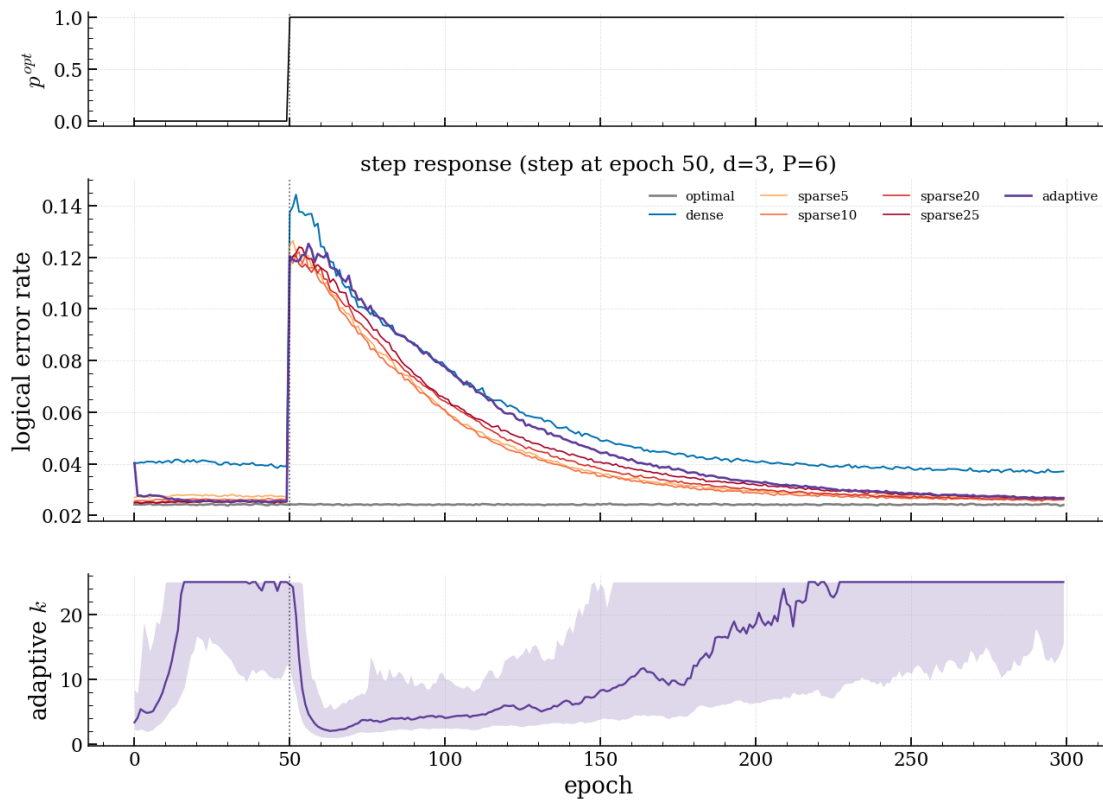 1.0
0.5
0.0
p^opt
step response (step at epoch 50, d=3, P=6)
optimal
dense
sparse5
sparse10
sparse20
sparse25
adaptive
0.14
0.12
0.10
0.08
0.06
0.04
0.02
logical error rate
20
10
0
adaptive k
0 50 100 150 200 250 300
epoch